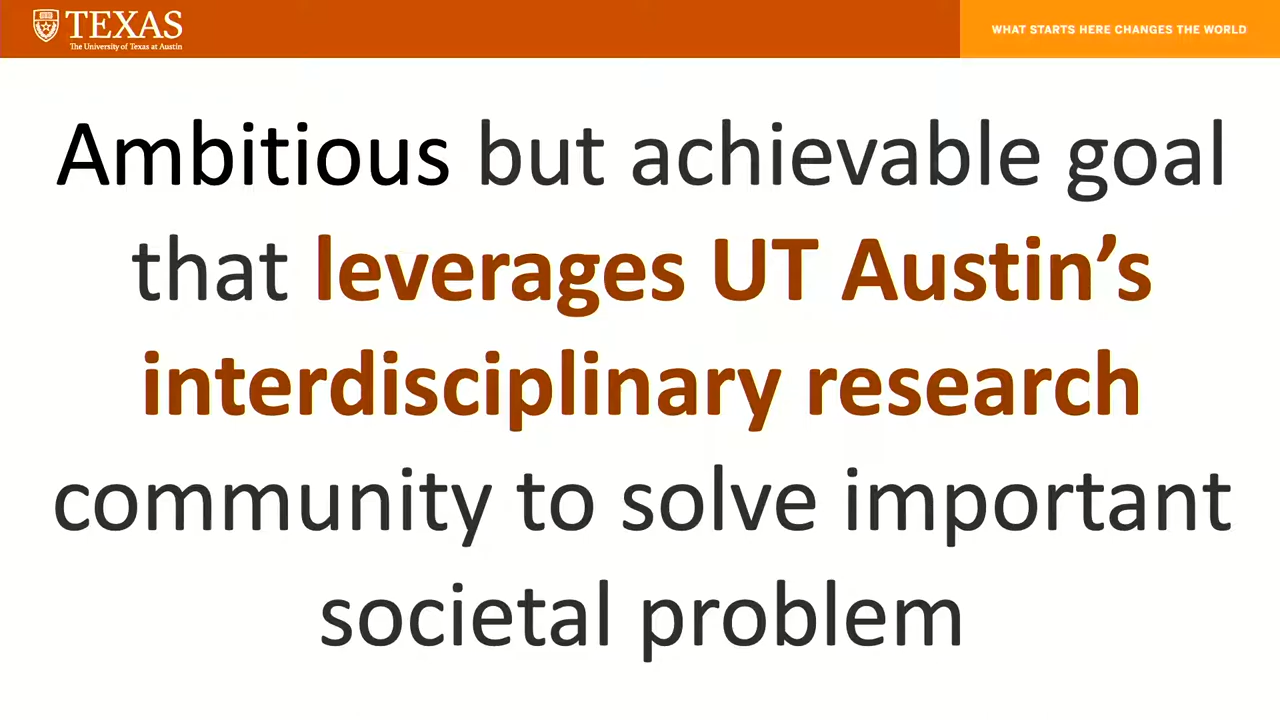 TEXAS
The University of Texas at Austin
WHAT STARTS HERE CHANGES THE WORLD
Ambitious but achievable goal
that leverages UT Austin’s
interdisciplinary research
community to solve important
societal problem